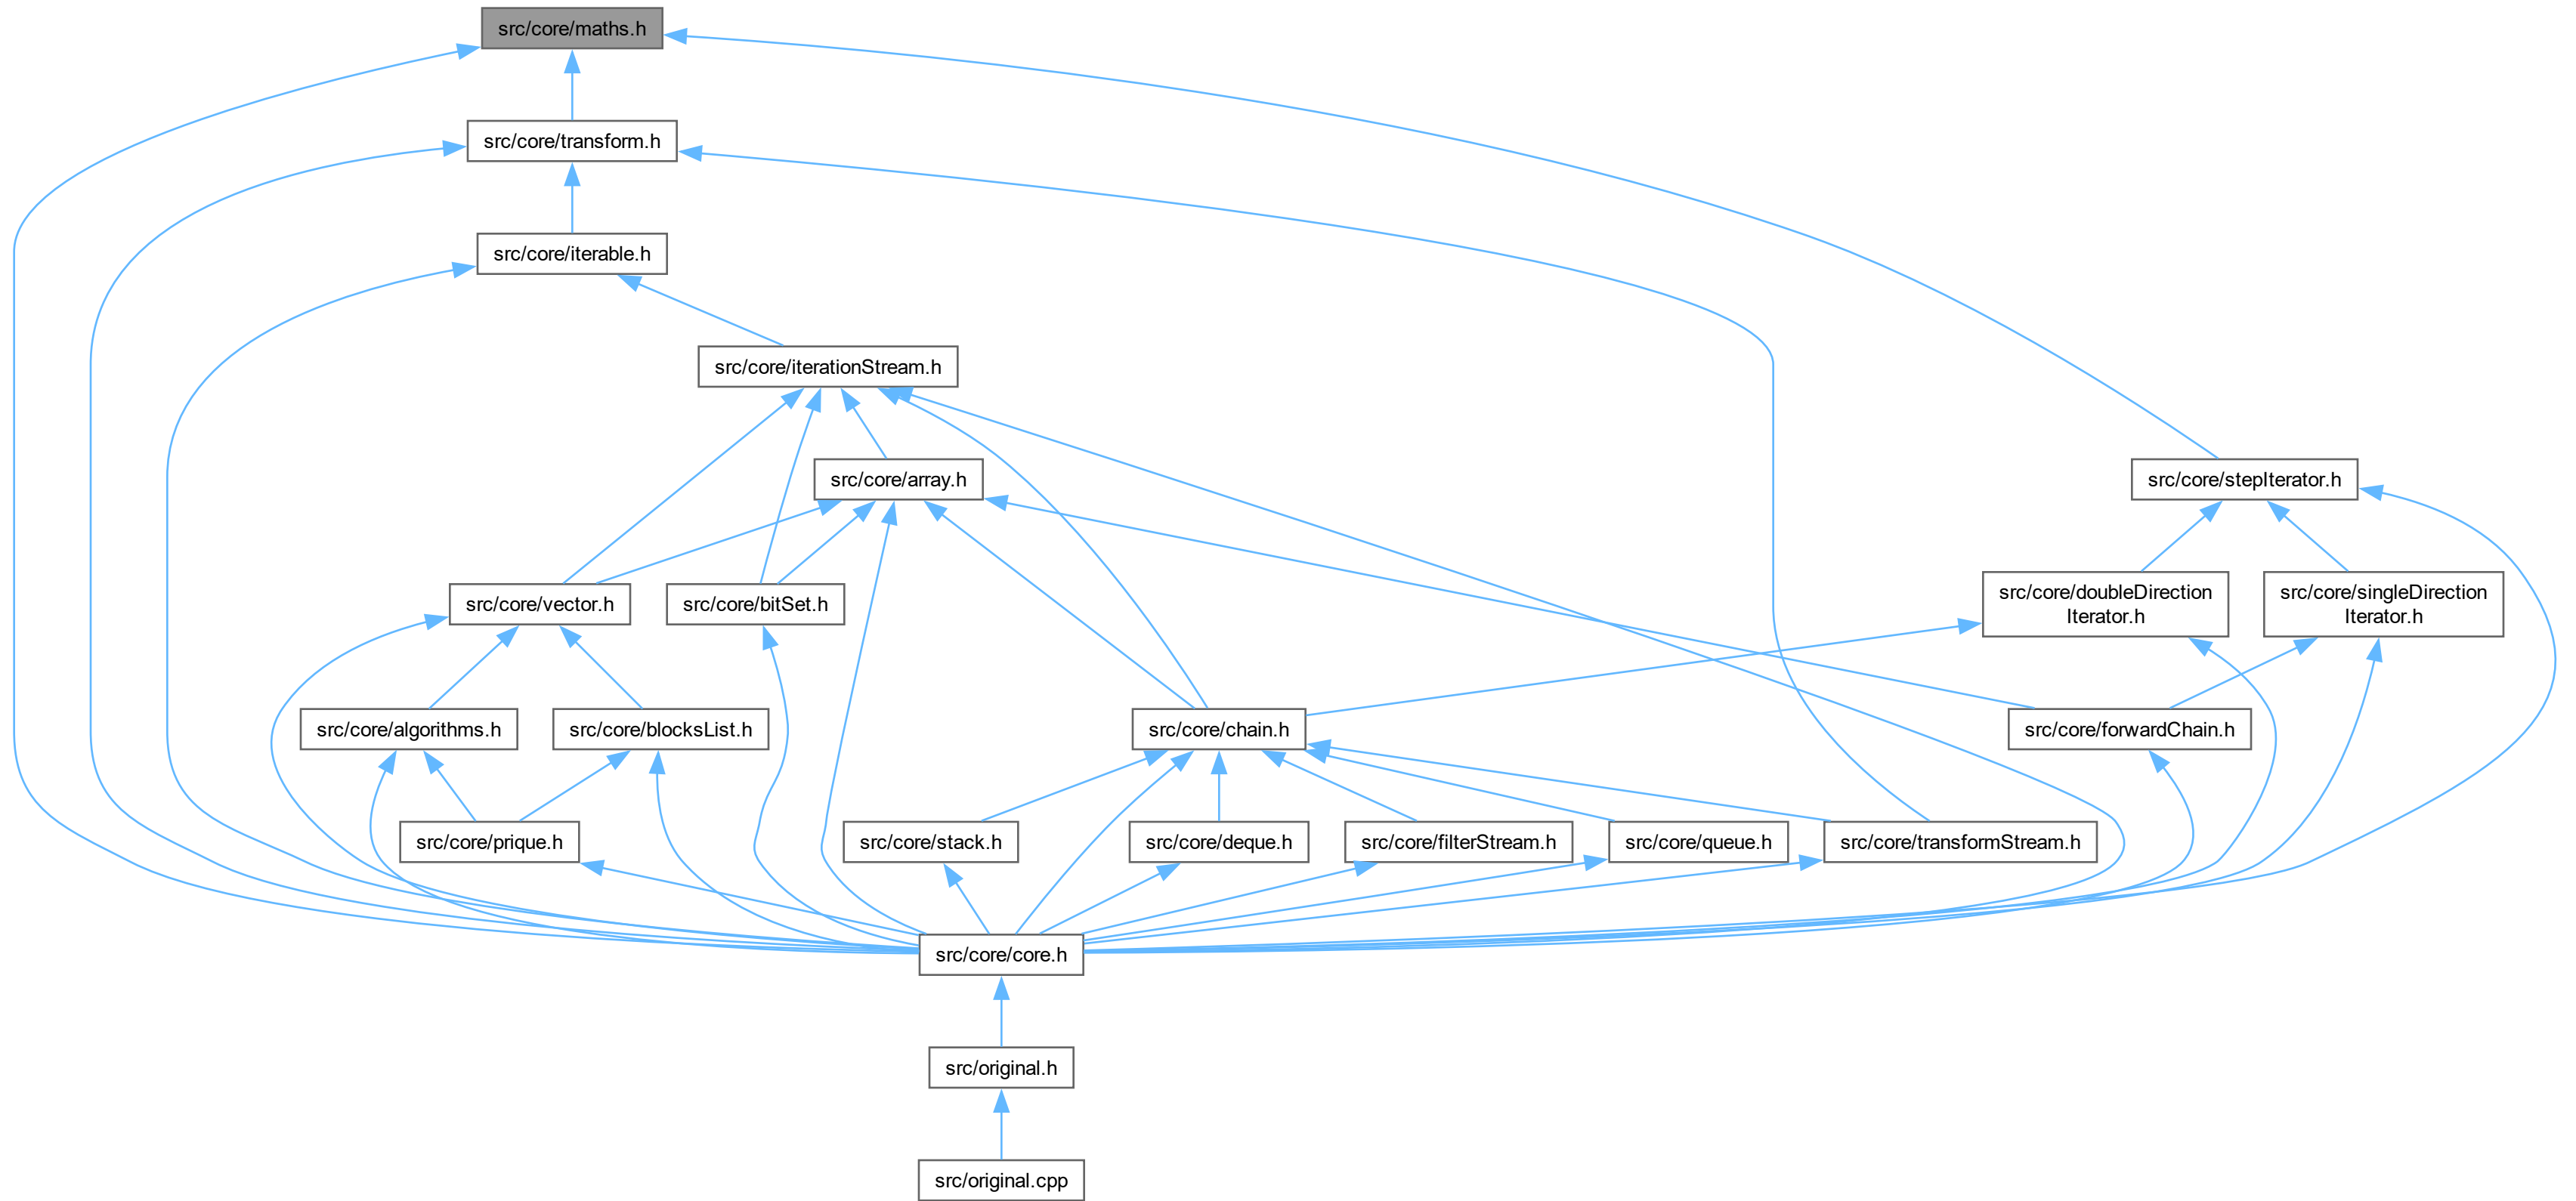 src/core/maths.h
src/core/transform.h
src/core/iterable.h
src/core/iterationStream.h
src/core/array.h
src/core/stepIterator.h
src/core/vector.h
src/core/bitSet.h
src/core/doubleDirection
Iterator.h
src/core/singleDirection
Iterator.h
src/core/algorithms.h
src/core/blocksList.h
src/core/chain.h
src/core/forwardChain.h
src/core/prique.h
src/core/stack.h
src/core/deque.h
src/core/filterStream.h
src/core/queue.h
src/core/transformStream.h
src/core/core.h
src/original.h
src/original.cpp